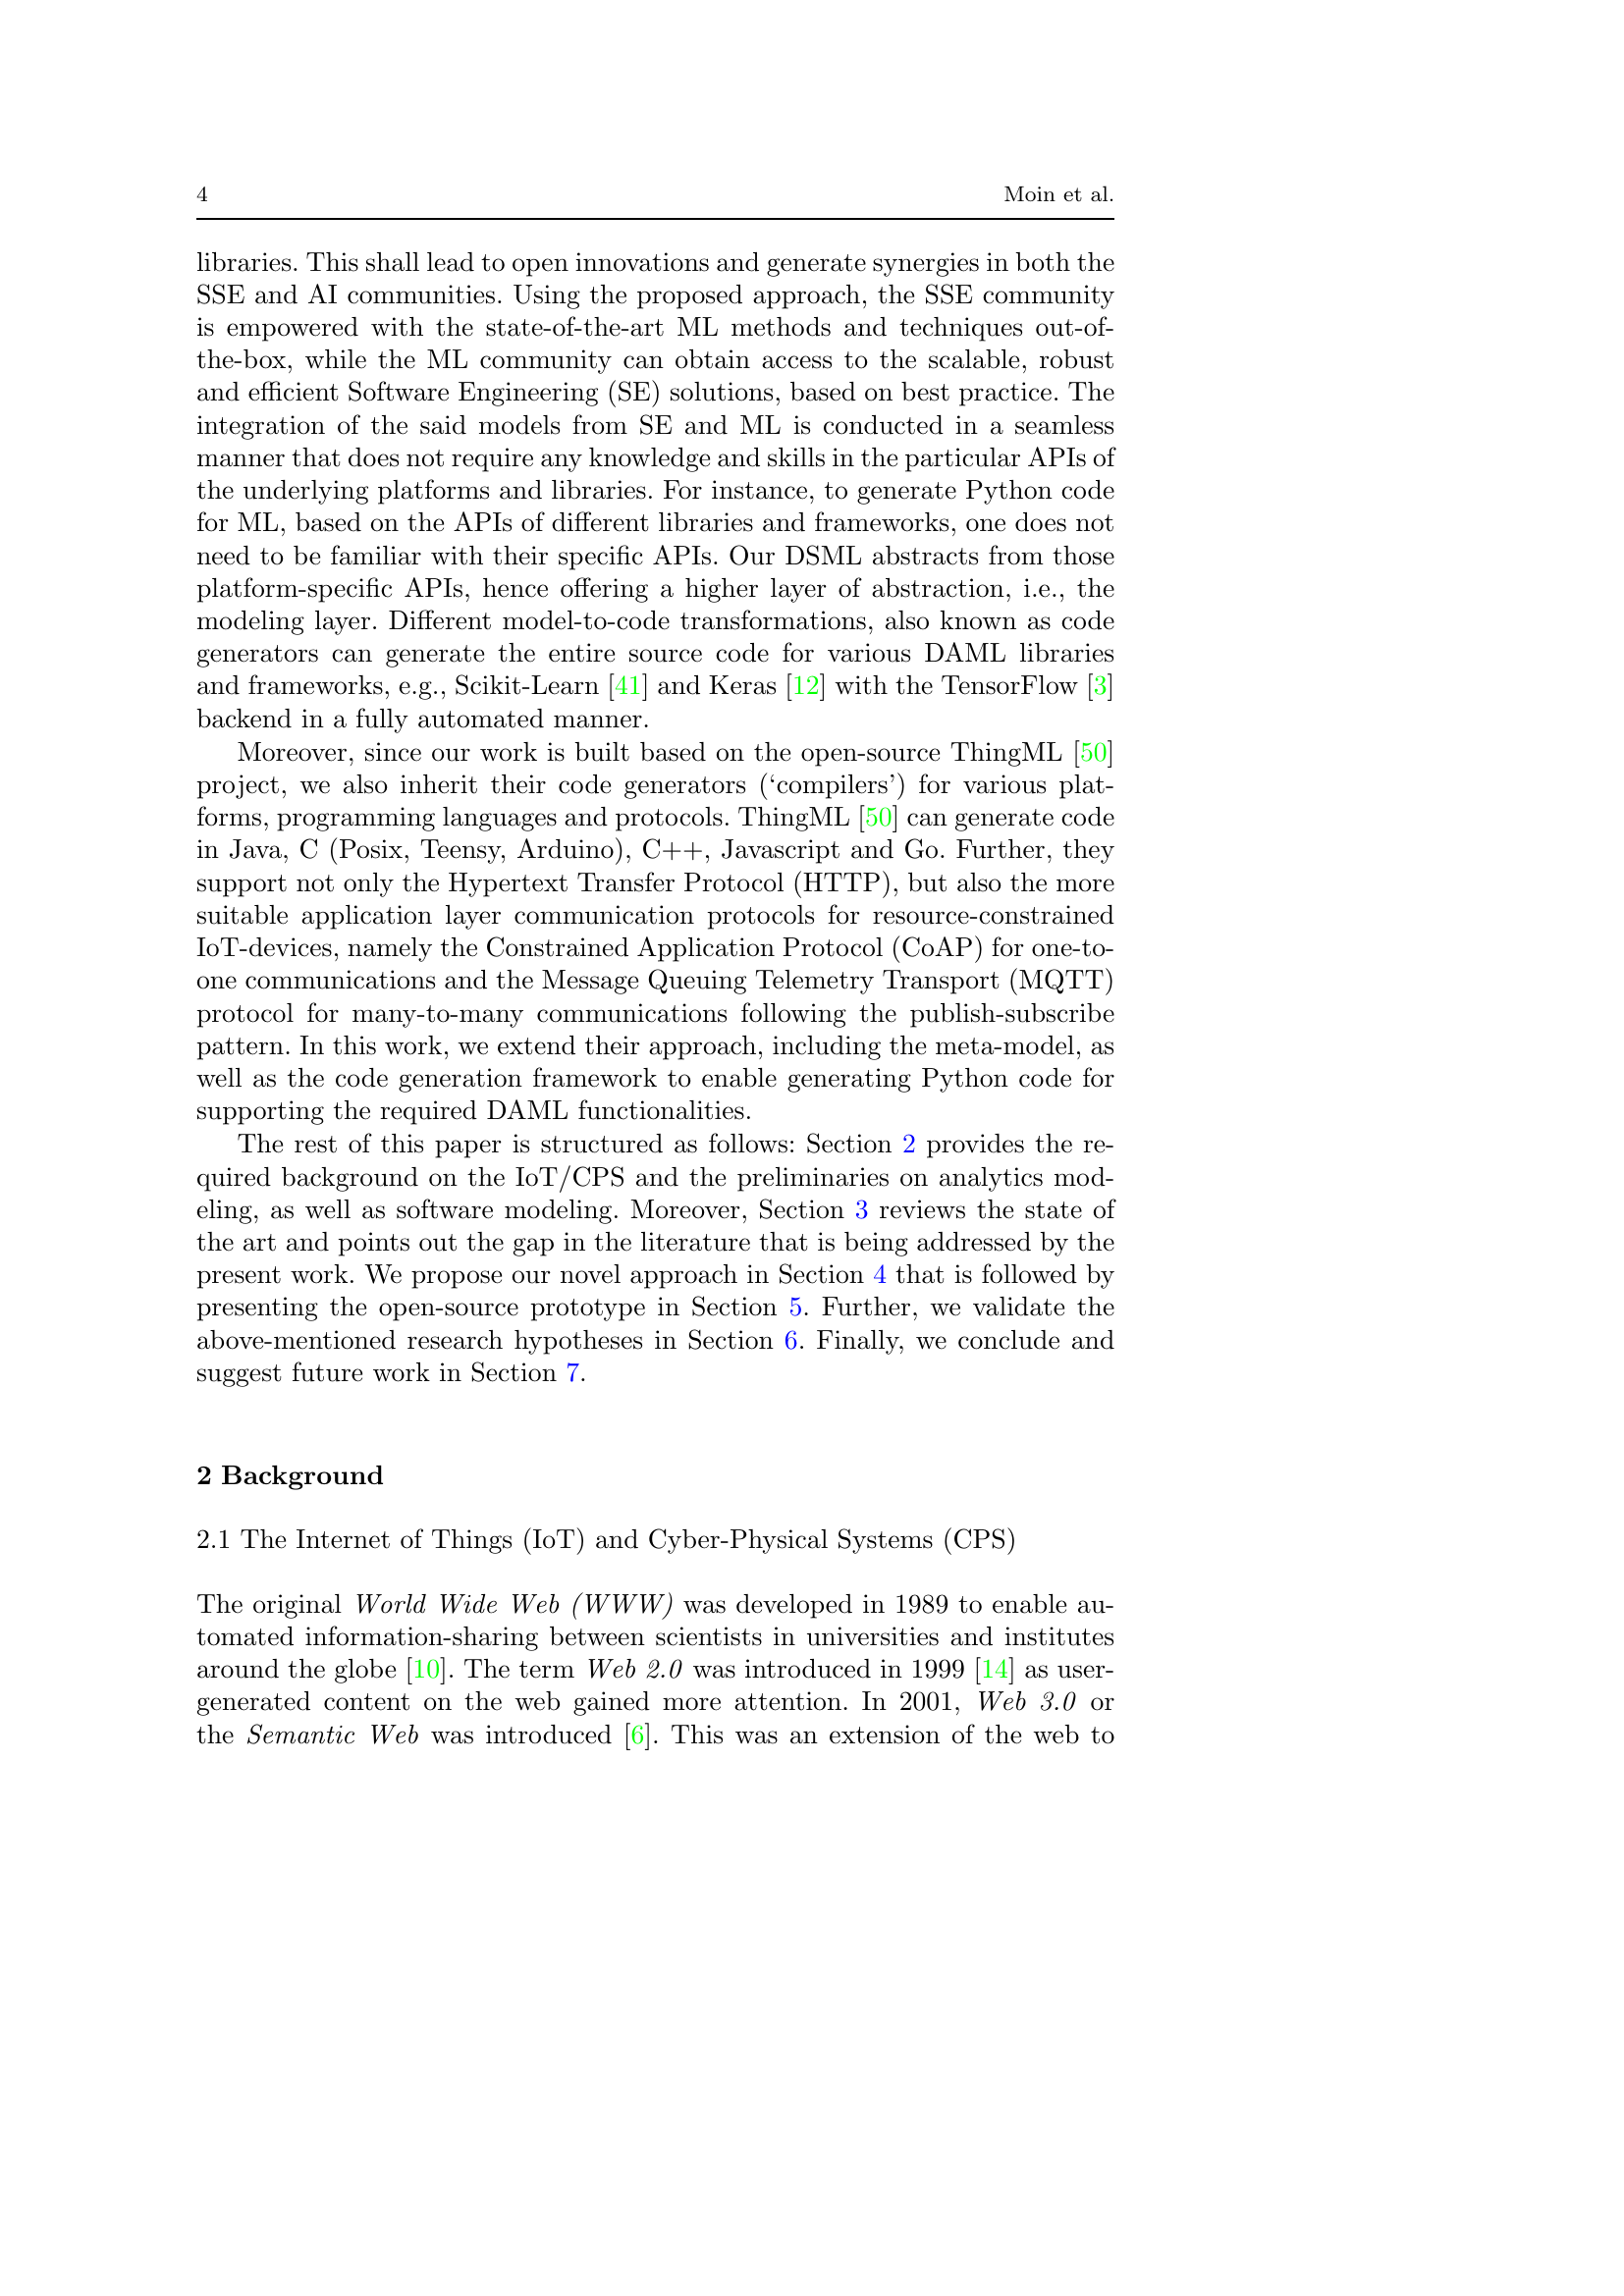 4
Moin et al.
libraries. This shall lead to open innovations and generate synergies in both the
SSE and AI communities. Using the proposed approach, the SSE community
is empowered with the state-of-the-art ML methods and techniques out-of-
the-box, while the ML community can obtain access to the scalable, robust
and efficient Software Engineering (SE) solutions, based on best practice. The
integration of the said models from SE and ML is conducted in a seamless
manner that does not require any knowledge and skills in the particular APIs of
the underlying platforms and libraries. For instance, to generate Python code
for ML, based on the APIs of different libraries and frameworks, one does not
need to be familiar with their specific APIs. Our DSML abstracts from those
platform-specific APIs, hence offering a higher layer of abstraction, i.e., the
modeling layer. Different model-to-code transformations, also known as code
generators can generate the entire source code for various DAML libraries
and frameworks, e.g., Scikit-Learn [41] and Keras [12] with the TensorFlow [3]
backend in a fully automated manner.
Moreover, since our work is built based on the open-source ThingML [50]
project, we also inherit their code generators (‘compilers’) for various plat-
forms, programming languages and protocols. ThingML [50] can generate code
in Java, C (Posix, Teensy, Arduino), C++, Javascript and Go. Further, they
support not only the Hypertext Transfer Protocol (HTTP), but also the more
suitable application layer communication protocols for resource-constrained
IoT-devices, namely the Constrained Application Protocol (CoAP) for one-to-
one communications and the Message Queuing Telemetry Transport (MQTT)
protocol for many-to-many communications following the publish-subscribe
pattern. In this work, we extend their approach, including the meta-model, as
well as the code generation framework to enable generating Python code for
supporting the required DAML functionalities.
The rest of this paper is structured as follows: Section 2 provides the re-
quired background on the IoT/CPS and the preliminaries on analytics mod-
eling, as well as software modeling. Moreover, Section 3 reviews the state of
the art and points out the gap in the literature that is being addressed by the
present work. We propose our novel approach in Section 4 that is followed by
presenting the open-source prototype in Section 5. Further, we validate the
above-mentioned research hypotheses in Section 6. Finally, we conclude and
suggest future work in Section 7.
2 Background
2.1 The Internet of Things (IoT) and Cyber-Physical Systems (CPS)
The original World Wide Web (WWW) was developed in 1989 to enable au-
tomated information-sharing between scientists in universities and institutes
around the globe [10]. The term Web 2.0 was introduced in 1999 [14] as user-
generated content on the web gained more attention. In 2001, Web 3.0 or
the Semantic Web was introduced [6]. This was an extension of the web to